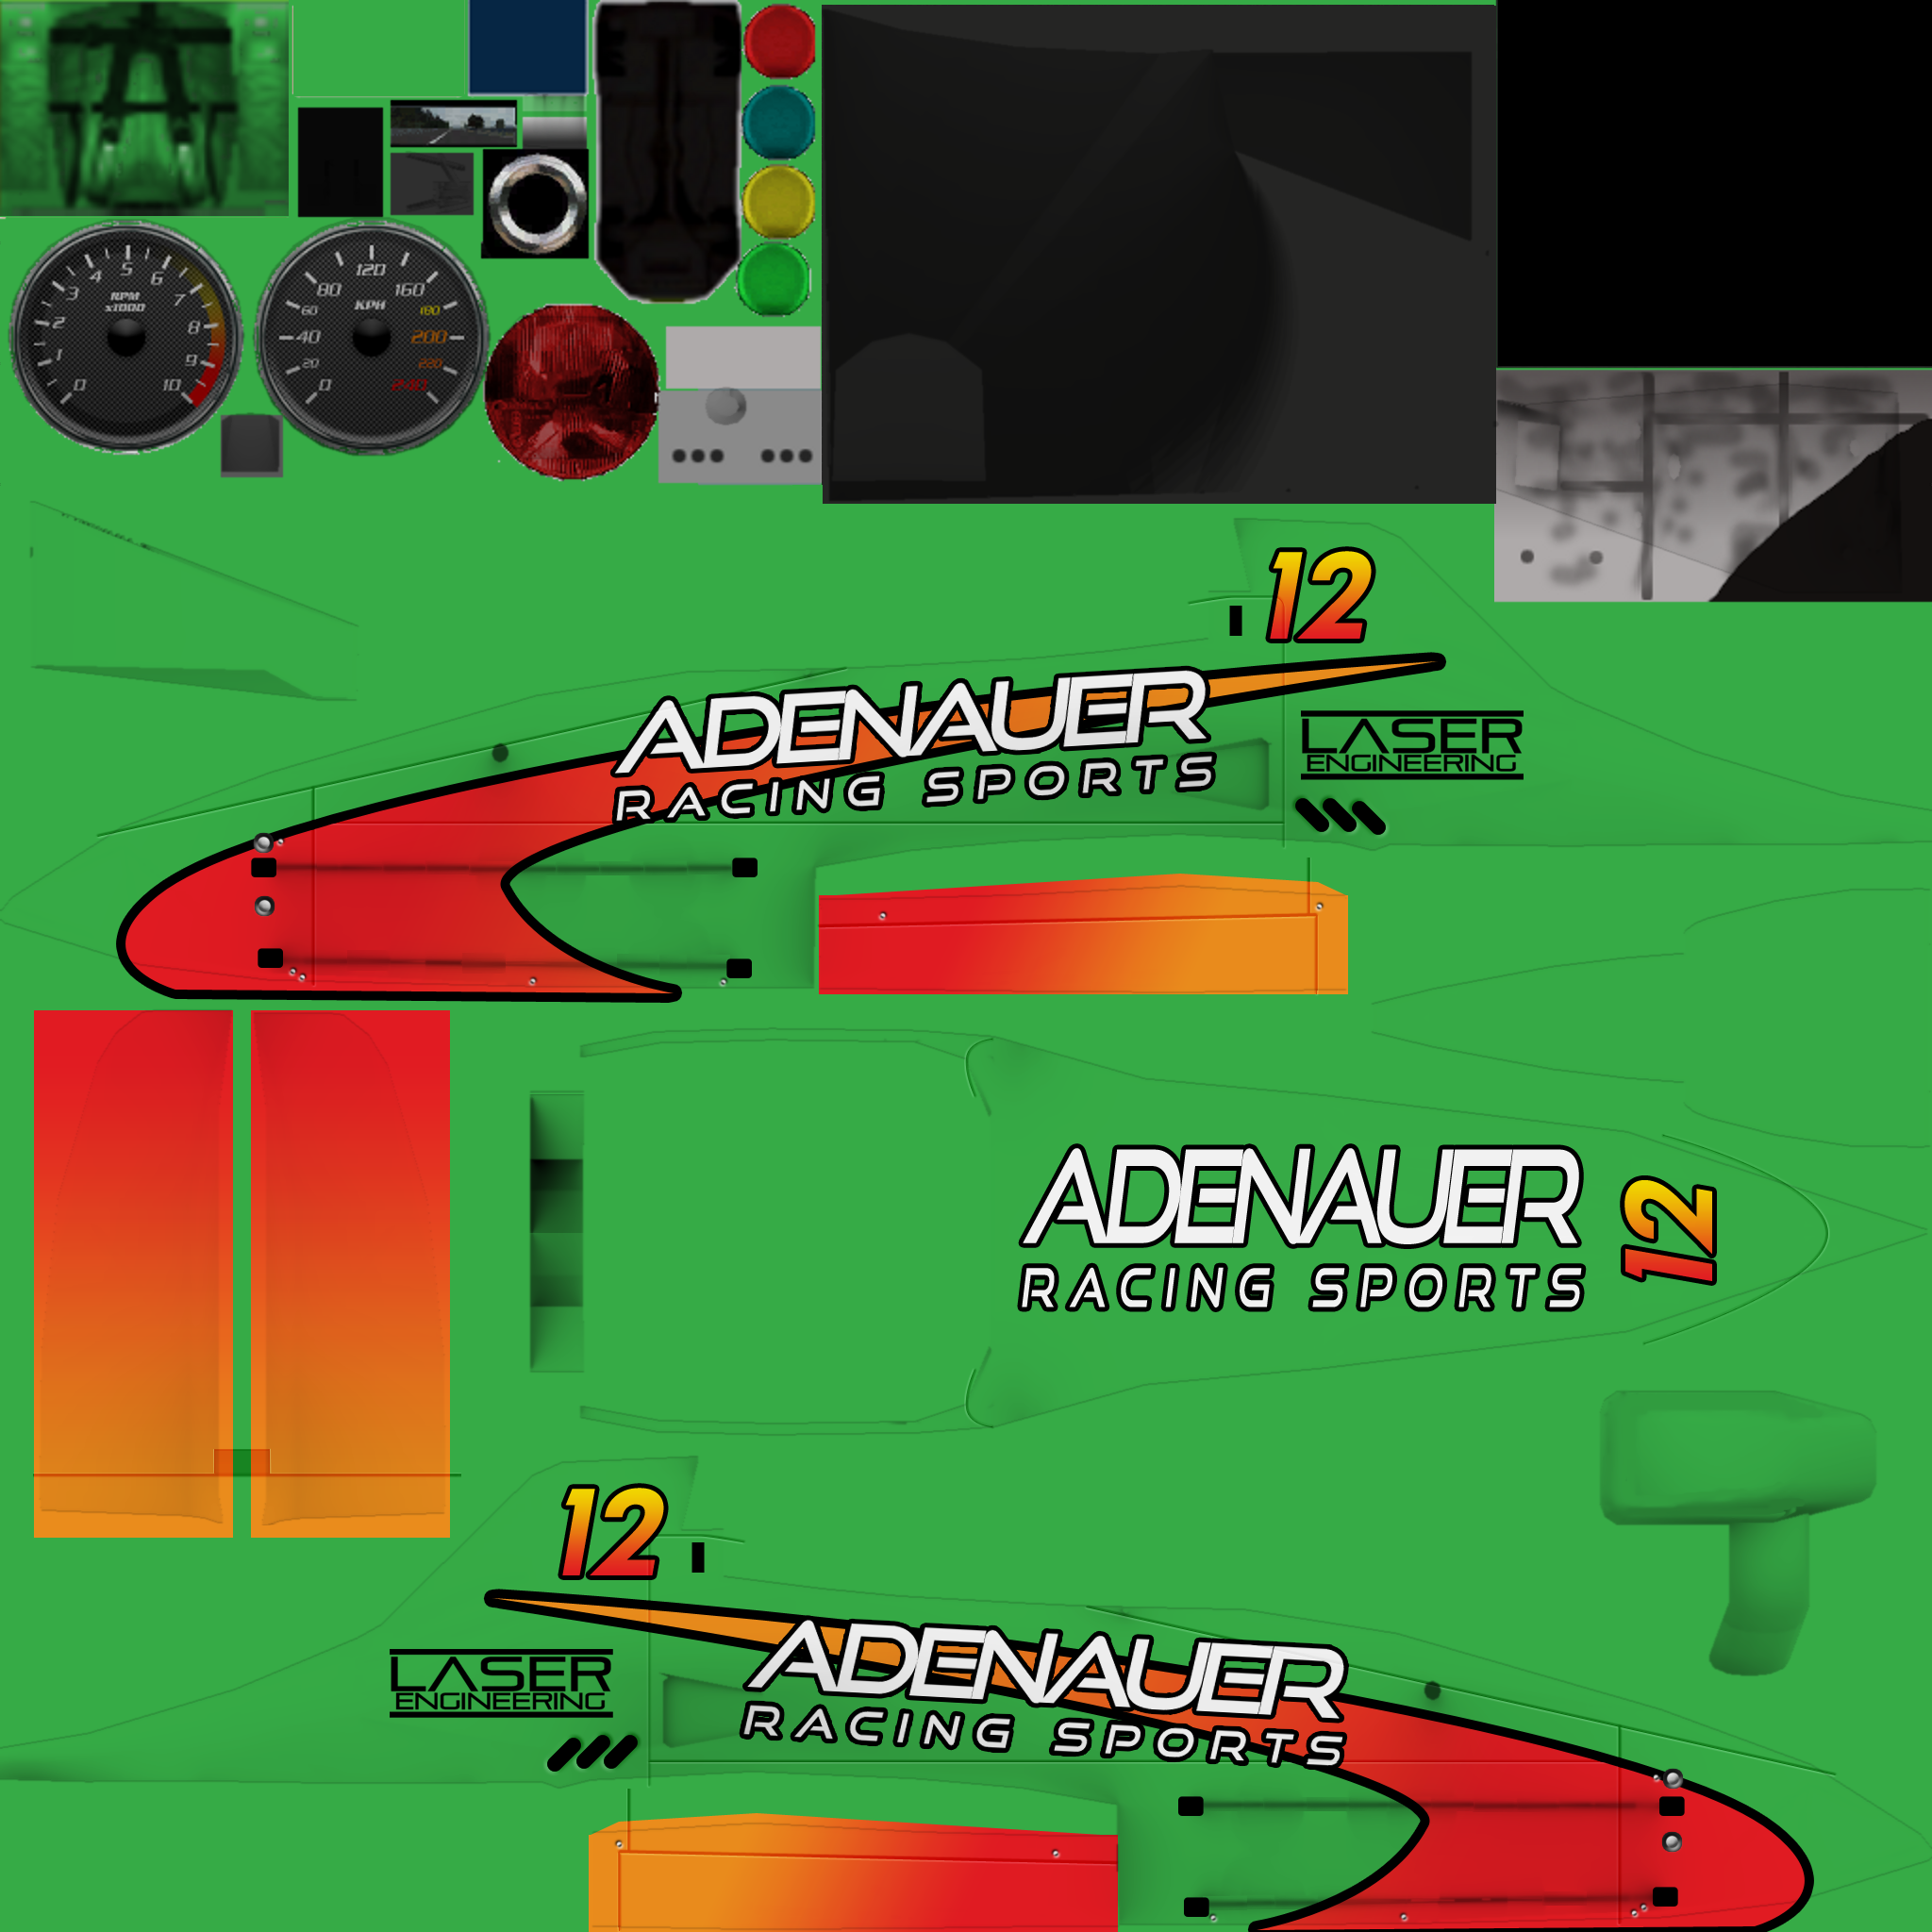 0 1 2 3 4 5 6 7 8 9 10
RPM
x1000
0 20 40 60 80 120 160 180 200 220 240
KPH
12
ADENAUER
RACING SPORTS
LASER
ENGINEERING
ADENAUER
RACING SPORTS
12
12
LASER
ENGINEERING
ADENAUER
RACING SPORTS